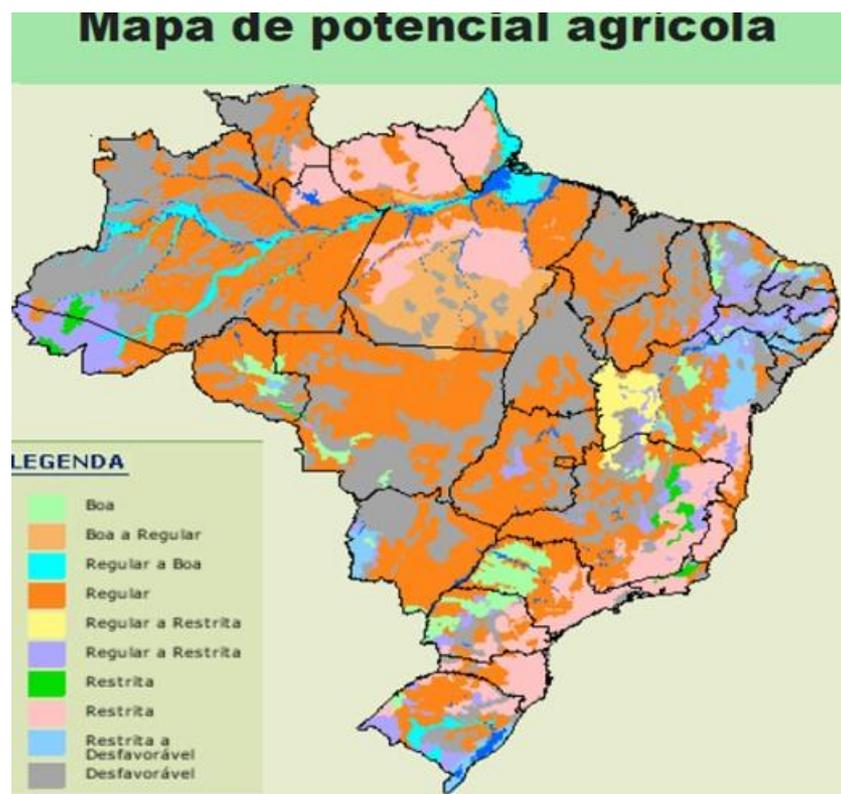 Mapa de potencial agrícola
LEGENDA
Boa
Boa a Regular
Regular a Boa
Regular
Regular a Restrita
Regular a Restrita
Restrita
Restrita
Restrita a
Desfavorável
Desfavorável